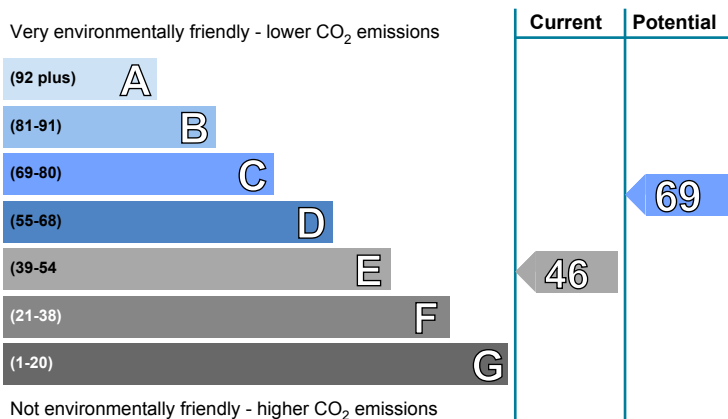 Very environmentally friendly - lower CO2 emissions
Current
Potential
(92 plus) A
(81-91) B
(69-80) C
(55-68) D
(39-54 E
(21-38) F
(1-20) G
46
69
Not environmentally friendly - higher CO2 emissions